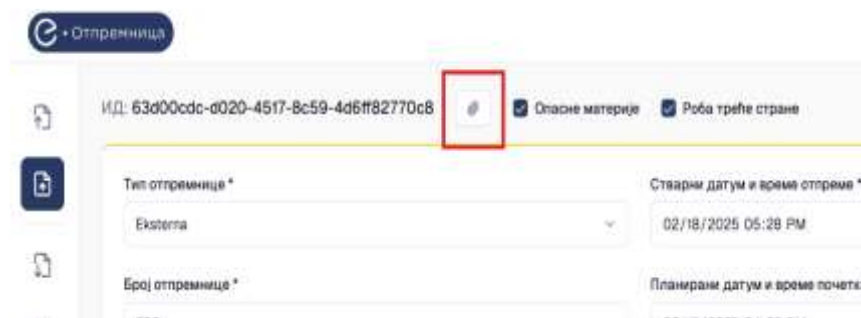 е•Отпремница
ИД: 63d00cdc-d020-4517-8c59-4d6ff82770c8 Опасне материје Роба треће стране
Тип отпремнице * Стварни датум и време отпреме *
Eksterna 02/18/2025 05:28 PM
Број отпремнице * Планирани датум и време почетк